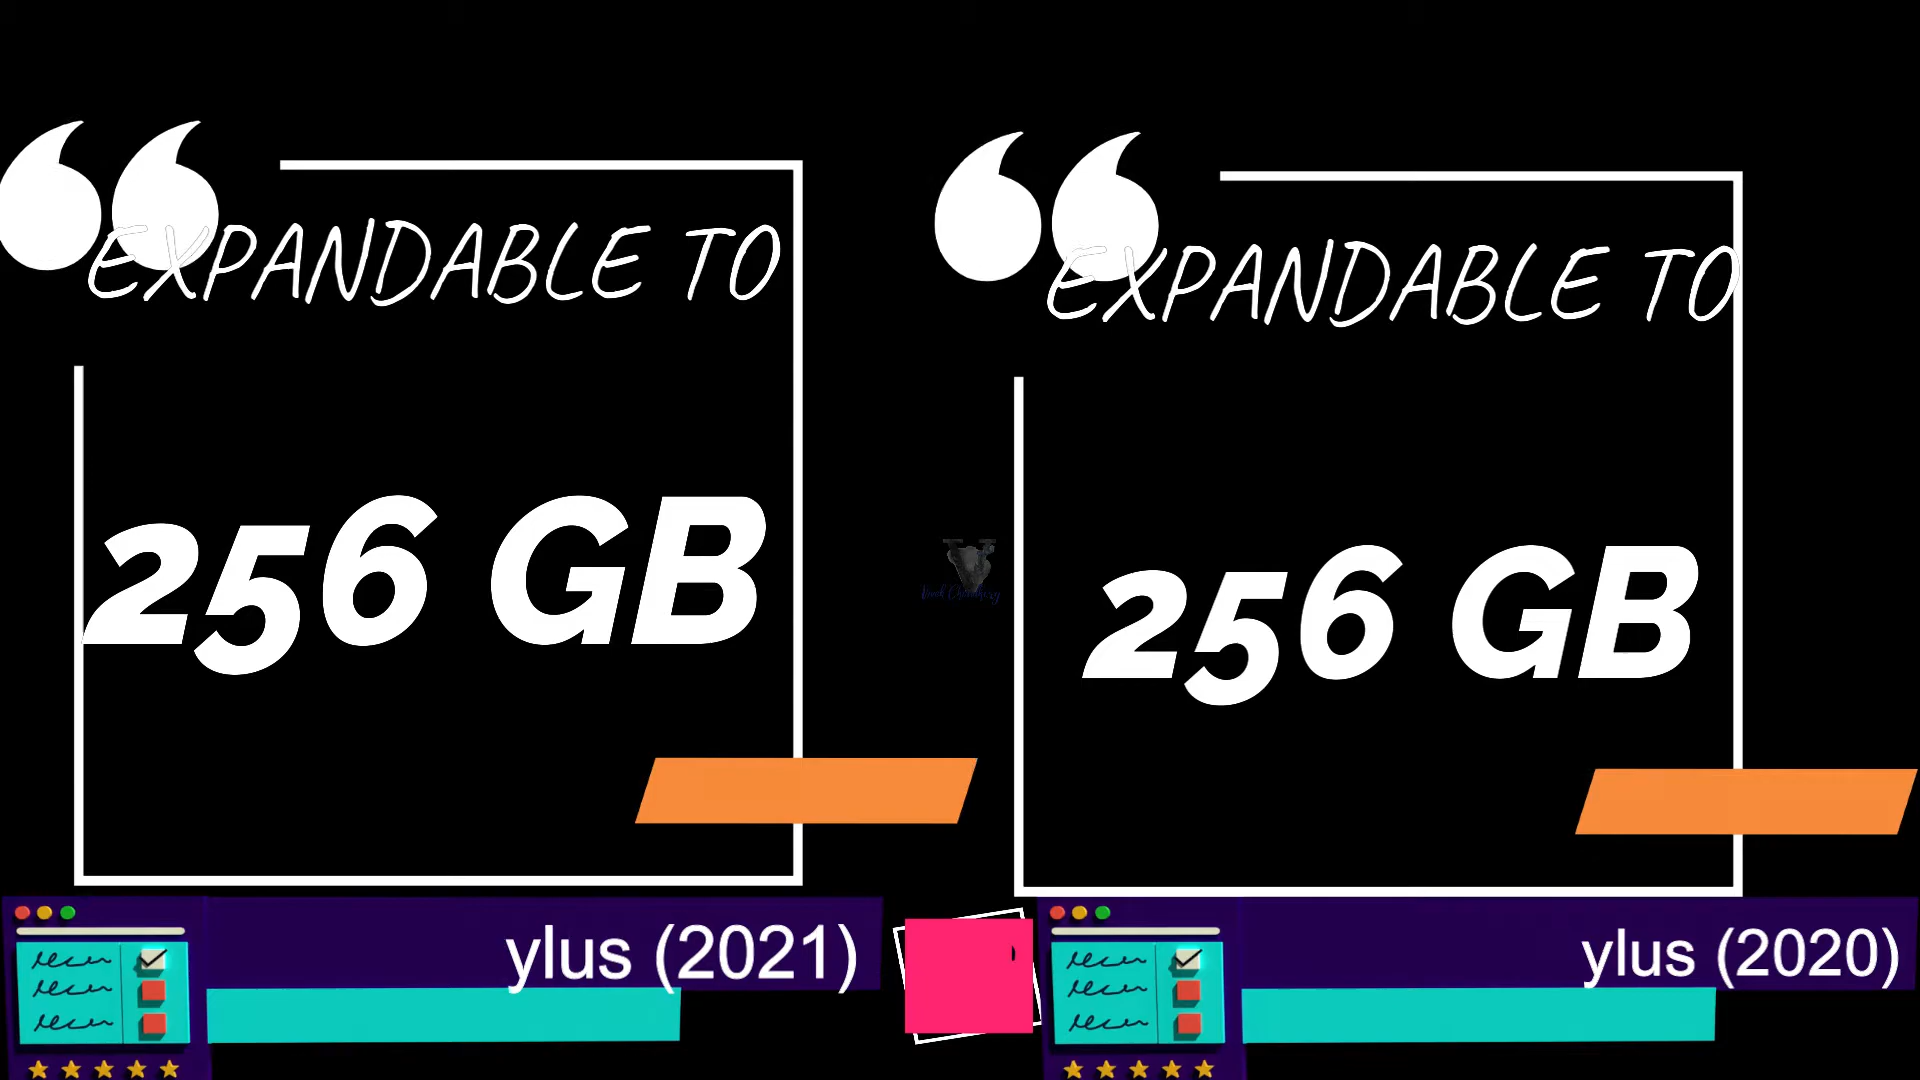 EXPANDABLE TO
256 GB
EXPANDABLE TO
256 GB
ylus (2021)
ylus (2020)